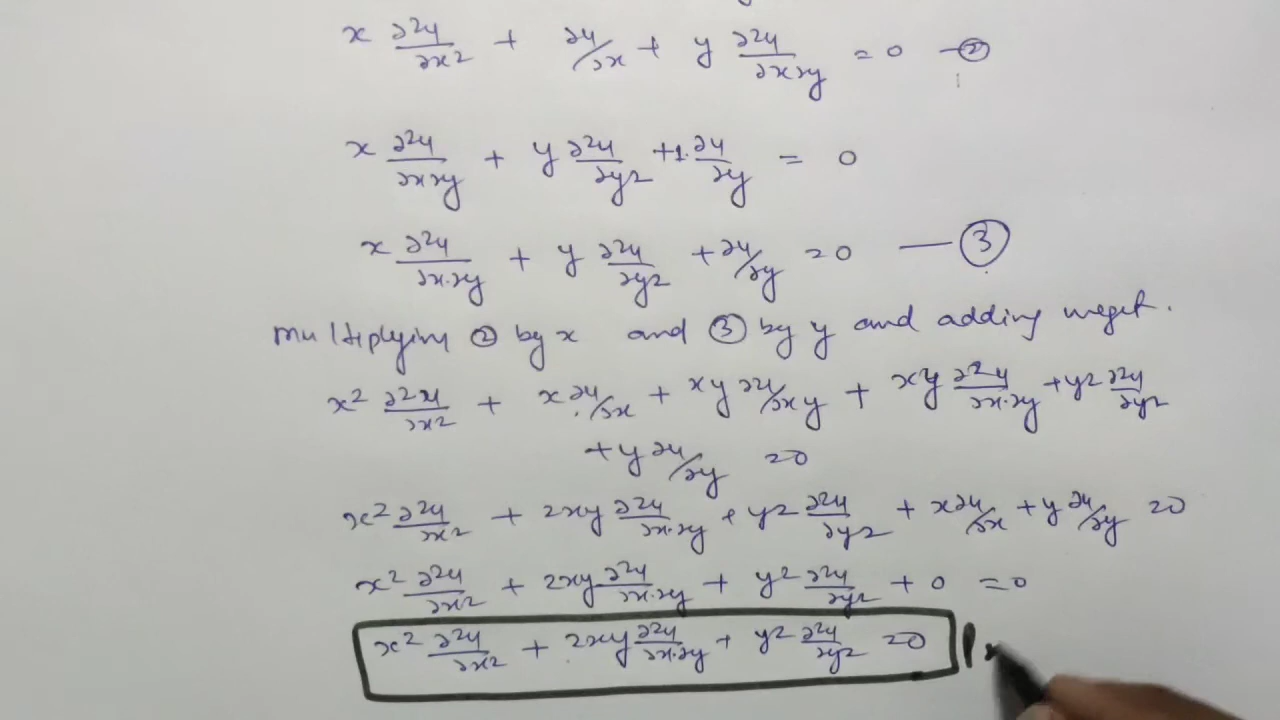 x ∂²u/∂x² + ∂u/∂x + y ∂²u/∂x∂y = 0 — ②
x ∂²u/∂x∂y + y ∂²u/∂y² + 1·∂u/∂y = 0
x ∂²u/∂x·∂y + y ∂²u/∂y² + ∂u/∂y = 0 — ③
multiplying ② by x and ③ by y and adding we get.
x² ∂²u/∂x² + x ∂u/∂x + xy ∂u/∂xy + xy ∂²u/∂x·∂y + y² ∂²u/∂y²
+ y ∂u/∂y = 0
x² ∂²u/∂x² + 2xy ∂²u/∂x·∂y + y² ∂²u/∂y² + x ∂u/∂x + y ∂u/∂y = 0
x² ∂²u/∂x² + 2xy ∂²u/∂x·∂y + y² ∂²u/∂y² + 0 = 0
x² ∂²u/∂x² + 2xy ∂²u/∂x·∂y + y² ∂²u/∂y² = 0